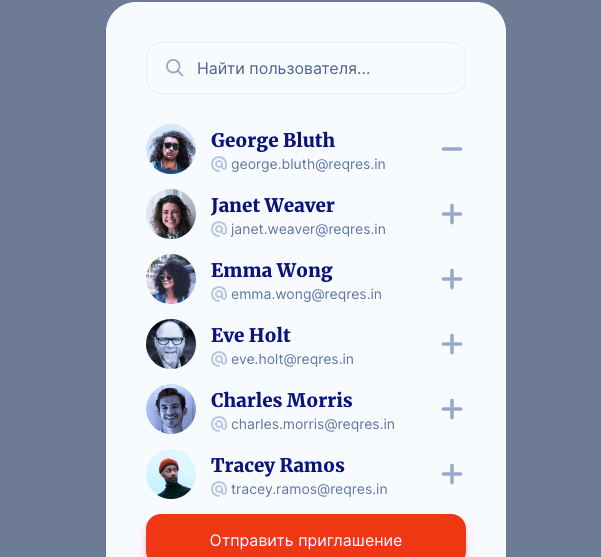 Найти пользователя...
George Bluth
george.bluth@reqres.in
Janet Weaver
janet.weaver@reqres.in
Emma Wong
emma.wong@reqres.in
Eve Holt
eve.holt@reqres.in
Charles Morris
charles.morris@reqres.in
Tracey Ramos
tracey.ramos@reqres.in
Отправить приглашение